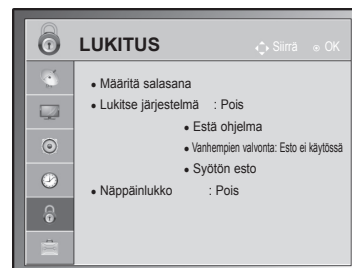 LUKITUS
Siirrä OK
• Määritä salasana
• Lukitse järjestelmä : Pois
• Estä ohjelma
• Vanhempien valvonta: Esto ei käytössä
• Syötön esto
• Näppäinlukko : Pois